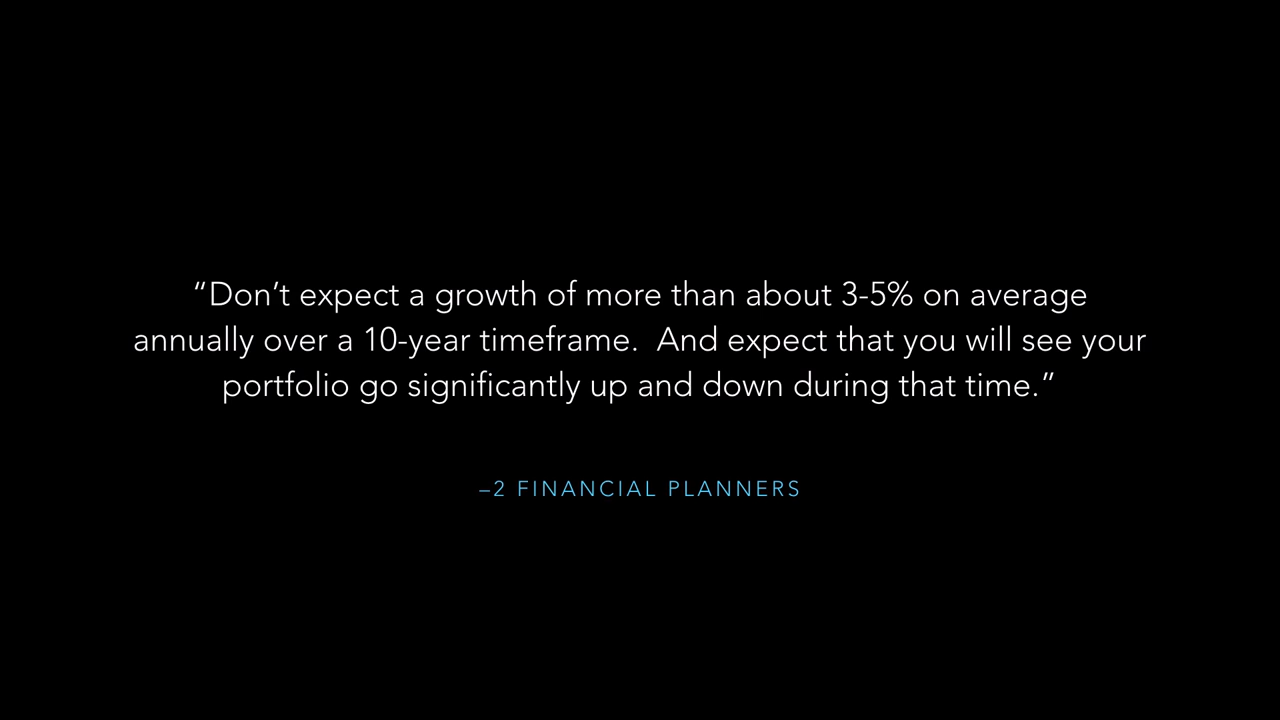 “Don’t expect a growth of more than about 3-5% on average
annually over a 10-year timeframe.  And expect that you will see your
portfolio go significantly up and down during that time.”
–2 FINANCIAL PLANNERS